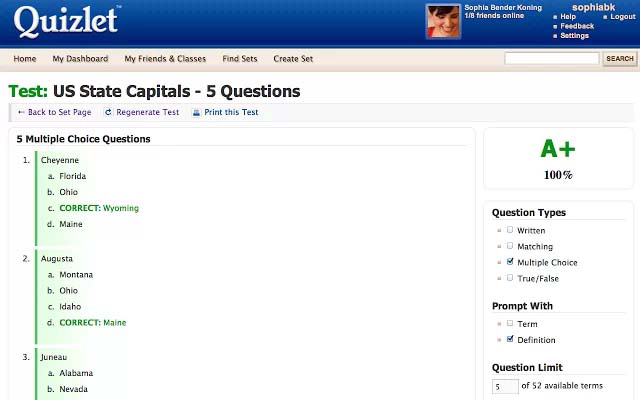 Quizlet™
Sophia Bender Koning
1/8 friends online
sophiabk
Help
Logout
Feedback
Settings
Home My Dashboard My Friends & Classes Find Sets Create Set SEARCH
Test: US State Capitals - 5 Questions
← Back to Set Page Regenerate Test Print this Test
5 Multiple Choice Questions
1. Cheyenne
a. Florida
b. Ohio
c. CORRECT: Wyoming
d. Maine
2. Augusta
a. Montana
b. Ohio
c. Idaho
d. CORRECT: Maine
3. Juneau
a. Alabama
b. Nevada
A+
100%
Question Types
Written
Matching
Multiple Choice
True/False
Prompt With
Term
Definition
Question Limit
5 of 52 available terms